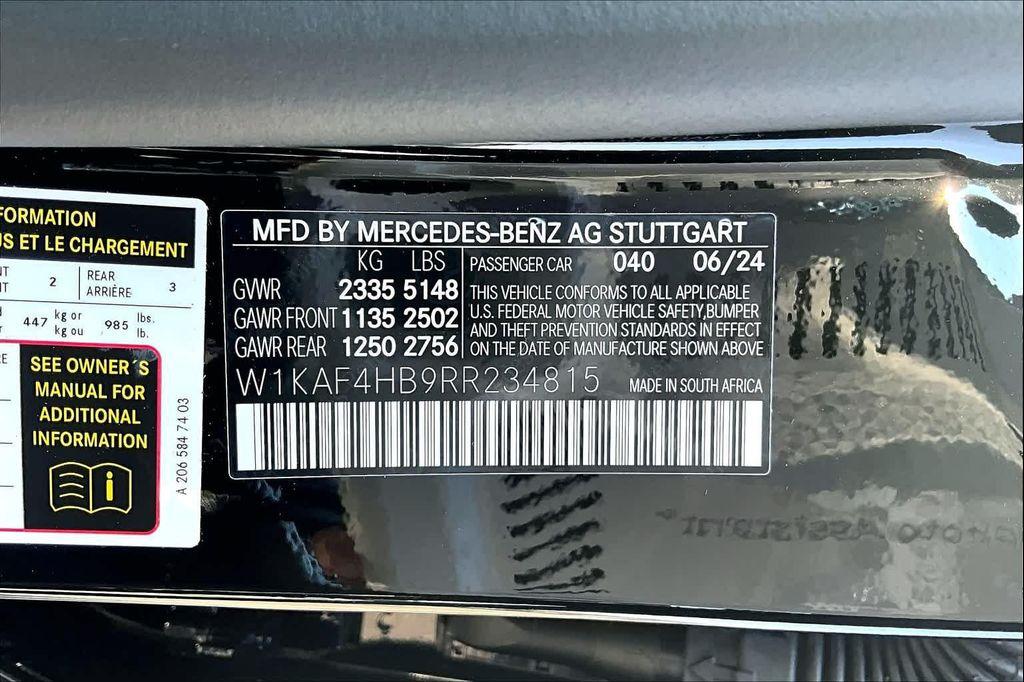 FORMATION
US ET LE CHARGEMENT
NT 2 REAR 3
NT ARRIÈRE
447 kg or 985 lbs.
kg ou lb.
SEE OWNER´S
MANUAL FOR
ADDITIONAL
INFORMATION
i
A 206 584 74 03
MFD BY MERCEDES-BENZ AG STUTTGART
KG LBS
GVWR 2335 5148
GAWR FRONT 1135 2502
GAWR REAR 1250 2756
PASSENGER CAR 040 06/24
THIS VEHICLE CONFORMS TO ALL APPLICABLE
U.S. FEDERAL MOTOR VEHICLE SAFETY,BUMPER
AND THEFT PREVENTION STANDARDS IN EFFECT
ON THE DATE OF MANUFACTURE SHOWN ABOVE
W1KAF4HB9RR234815 MADE IN SOUTH AFRICA